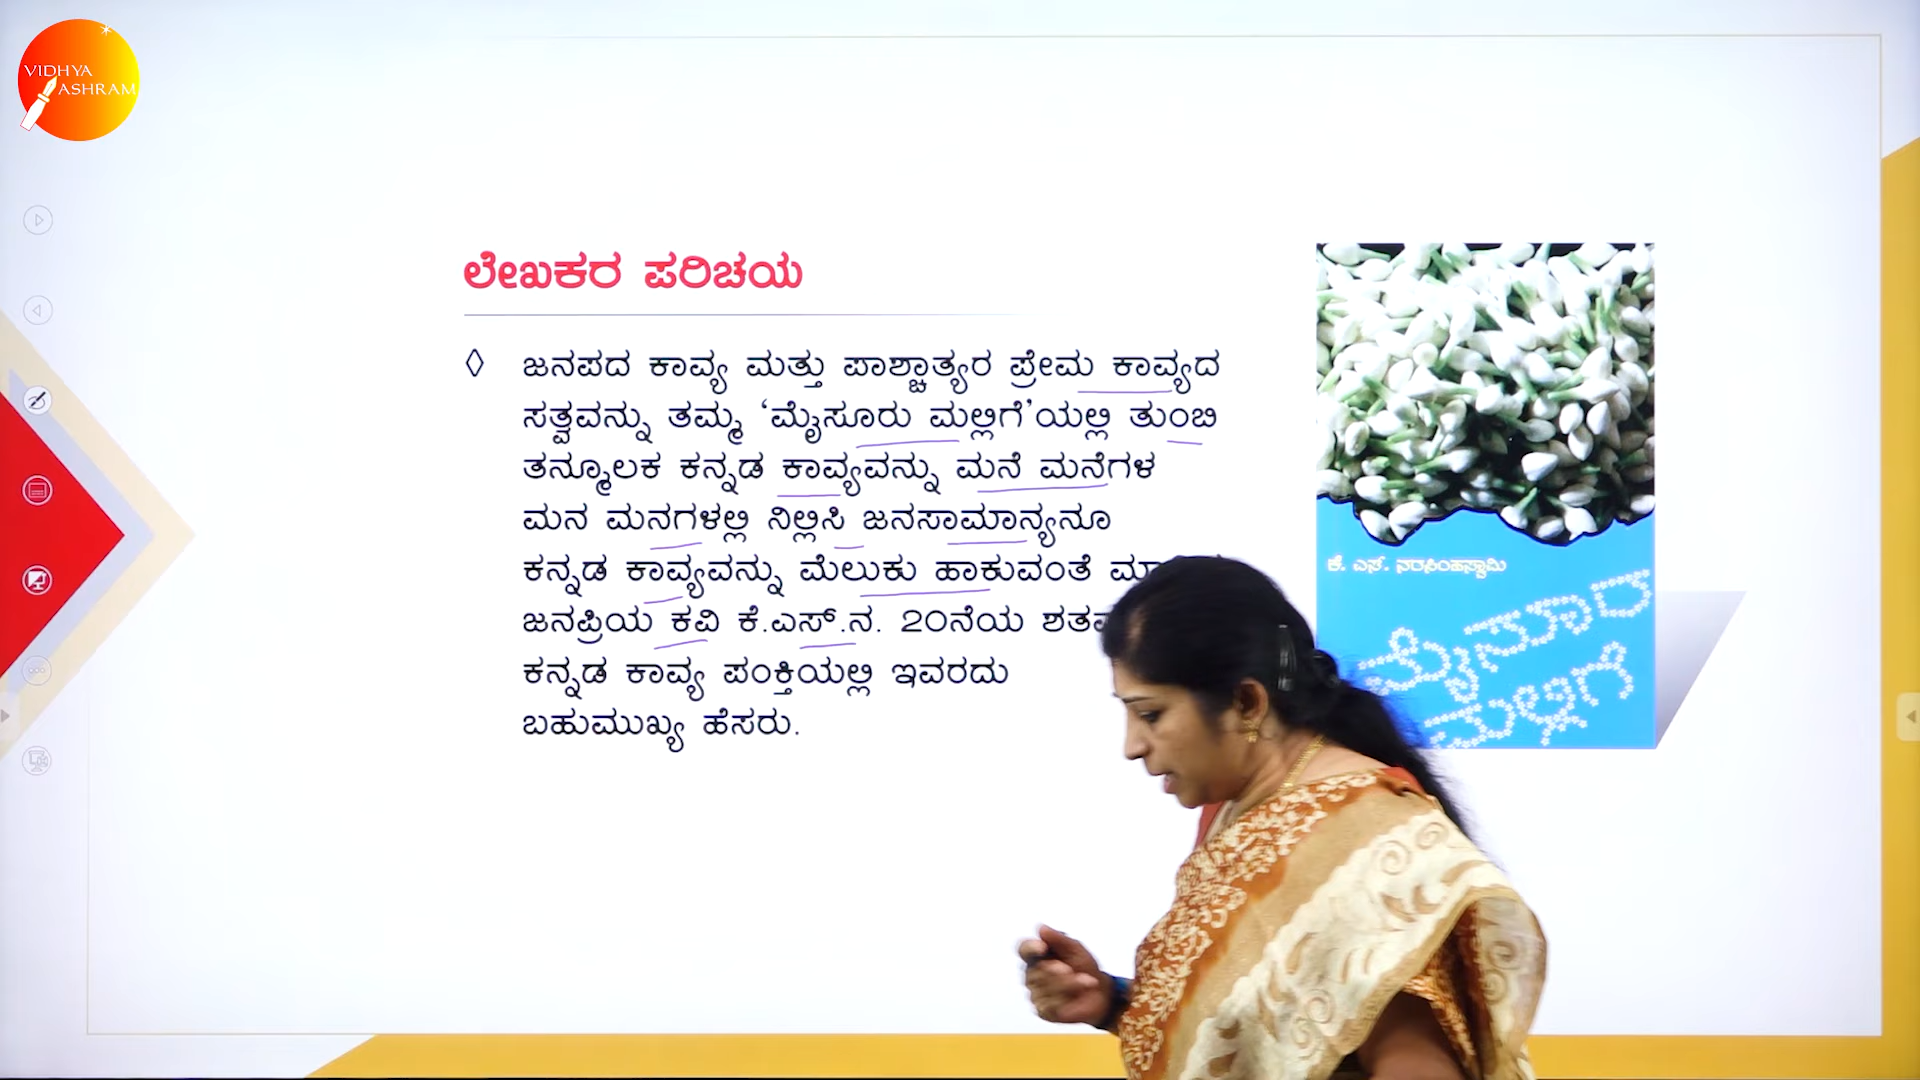 VIDHYA
ASHRAM
ಲೇಖಕರ ಪರಿಚಯ
◊ ಜನಪದ ಕಾವ್ಯ ಮತ್ತು ಪಾಶ್ಚಾತ್ಯರ ಪ್ರೇಮ ಕಾವ್ಯದ
ಸತ್ವವನ್ನು ತಮ್ಮ ‘ಮೈಸೂರು ಮಲ್ಲಿಗೆ’ಯಲ್ಲಿ ತುಂಬಿ
ತನ್ಮೂಲಕ ಕನ್ನಡ ಕಾವ್ಯವನ್ನು ಮನೆ ಮನೆಗಳ
ಮನ ಮನಗಳಲ್ಲಿ ನಿಲ್ಲಿಸಿ ಜನಸಾಮಾನ್ಯನೂ
ಕನ್ನಡ ಕಾವ್ಯವನ್ನು ಮೆಲುಕು ಹಾಕುವಂತೆ
ಜನಪ್ರಿಯ ಕವಿ ಕೆ.ಎಸ್.ನ. ೨೦ನೆಯ
ಕನ್ನಡ ಕಾವ್ಯ ಪಂಕ್ತಿಯಲ್ಲಿ ಇವರದು
ಬಹುಮುಖ್ಯ ಹೆಸರು.
ಕೆ. ಎಸ್. ನರಸಿಂಹಸ್ವಾಮಿ
ಮೈಸೂರ
ಮಲ್ಲಿಗೆ